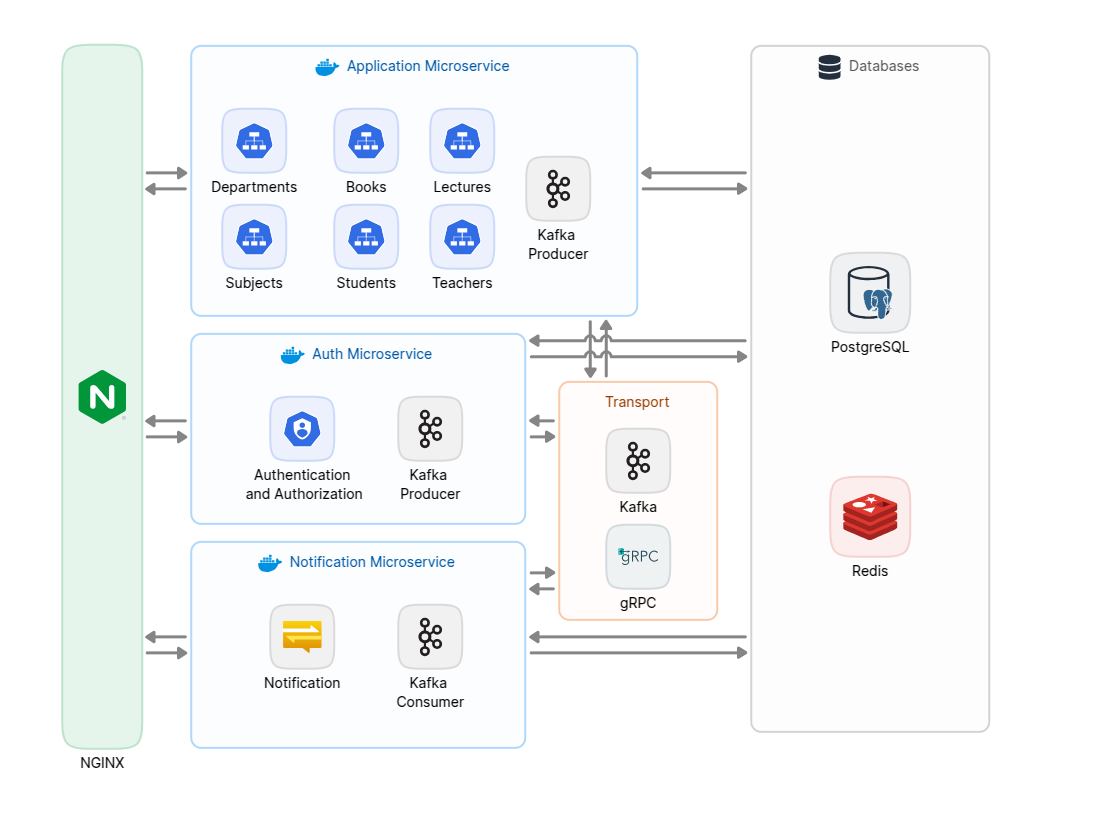 Application Microservice
Departments
Books
Lectures
Kafka
Producer
Subjects
Students
Teachers
Databases
PostgreSQL
Redis
Auth Microservice
Authentication
and Authorization
Kafka
Producer
Transport
Kafka
gRPC
gRPC
Notification Microservice
Notification
Kafka
Consumer
N
NGINX